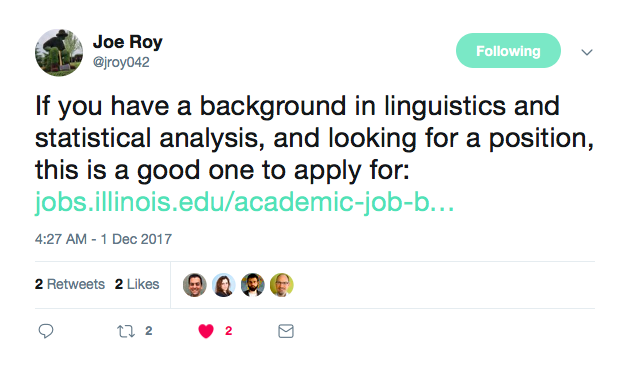 Joe Roy
@jroy042
Following
If you have a background in linguistics and
statistical analysis, and looking for a position,
this is a good one to apply for:
jobs.illinois.edu/academic-job-b…
4:27 AM - 1 Dec 2017
2 Retweets 2 Likes
2 2